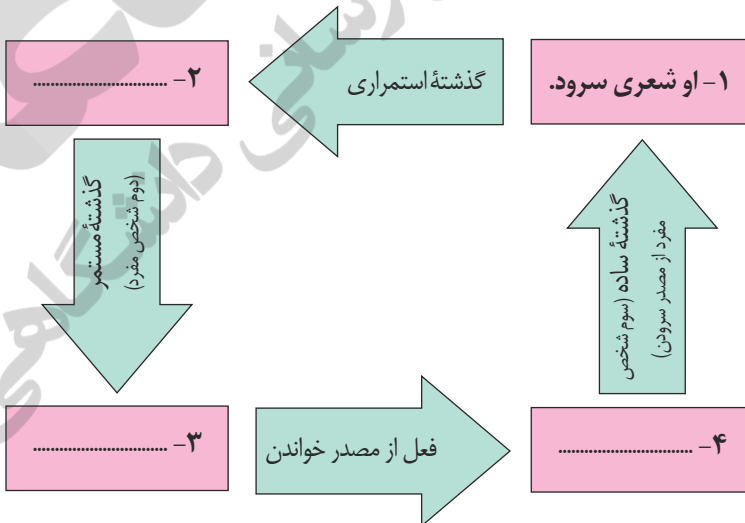 ۱- او شعری سرود.
گذشتهٔ استمراری
۲- ................................
گذشتهٔ مستمر
(دوم شخص مفرد)
۳- ................................
فعل از مصدر خواندن
۴- ................................
گذشتهٔ ساده (سوم شخص
مفرد از مصدر سرودن)